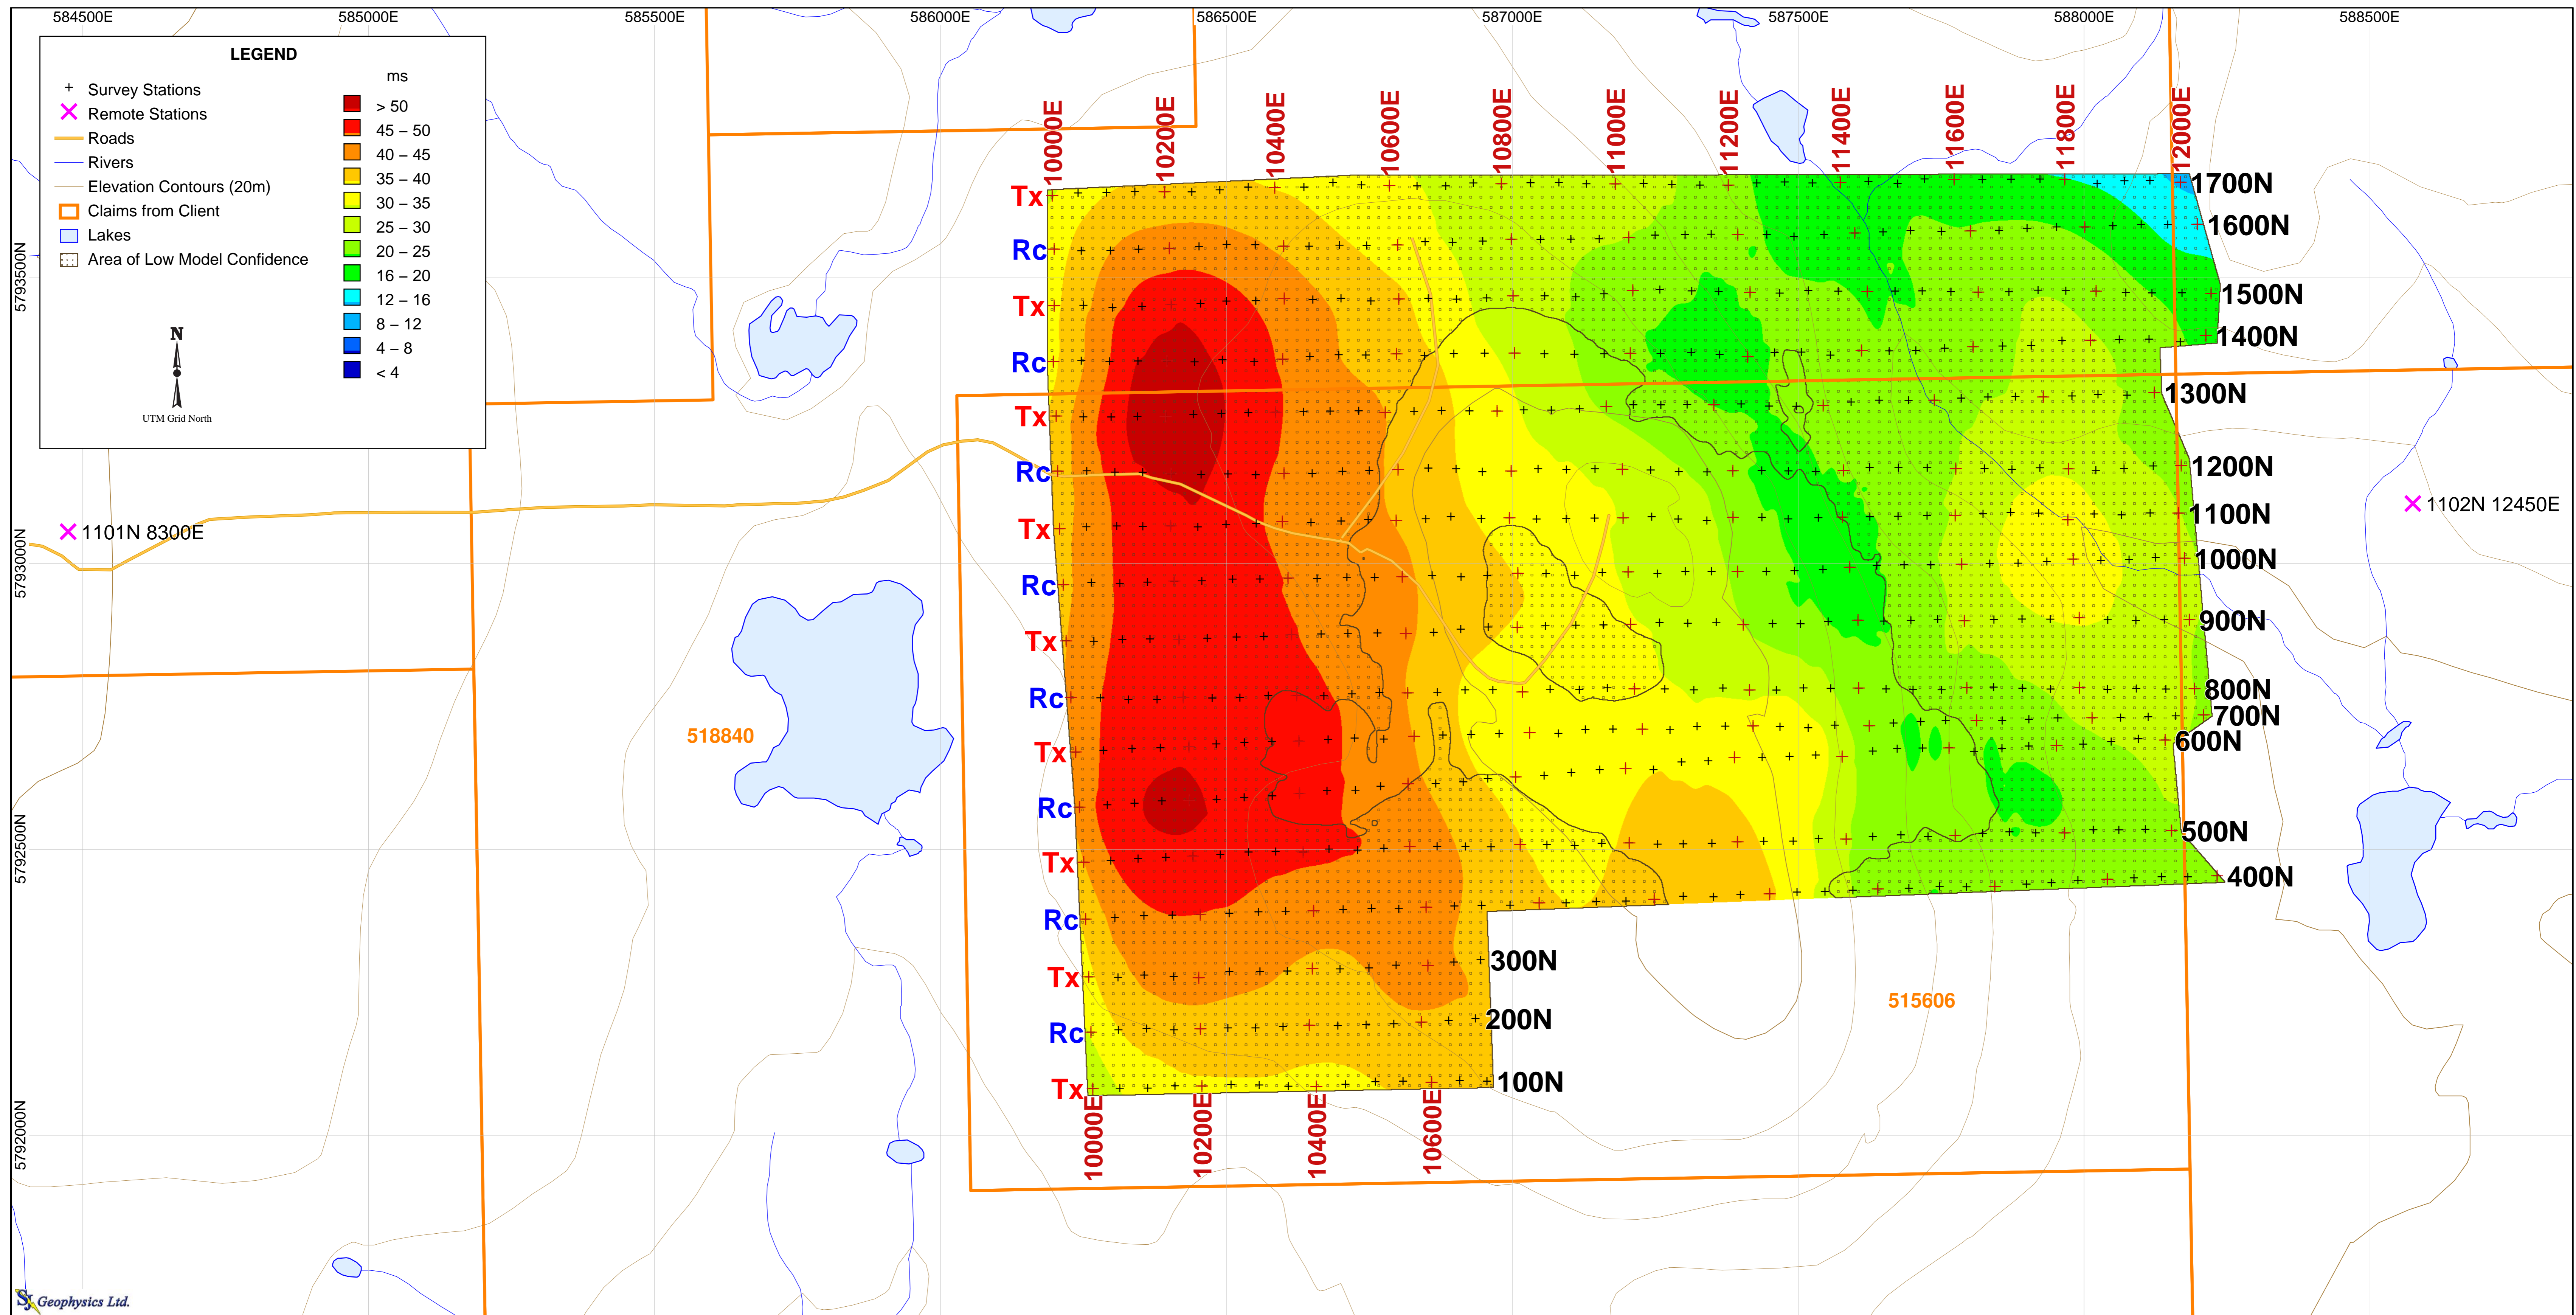 584500E 585000E 585500E 586000E 586500E 587000E 587500E 588000E 588500E
LEGEND
ms
Survey Stations
Remote Stations
Roads
Rivers
Elevation Contours (20m)
Claims from Client
Lakes
Area of Low Model Confidence
> 50
45 – 50
40 – 45
35 – 40
30 – 35
25 – 30
20 – 25
16 – 20
12 – 16
8 – 12
4 – 8
< 4
N
UTM Grid North
5793500N
5793000N
5792500N
5792000N
10000E 10200E 10400E 10600E 10800E 11000E 11200E 11400E 11600E 11800E 12000E
Tx
Rc
Tx
Rc
Tx
Rc
Tx
Rc
Tx
Rc
Tx
Rc
Tx
Rc
Tx
Rc
Tx
1700N
1600N
1500N
1400N
1300N
1200N
1100N
1000N
900N
800N
700N
600N
500N
400N
300N
200N
100N
1101N 8300E
1102N 12450E
518840
515606
10000E 10200E 10400E 10600E
SJ Geophysics Ltd.